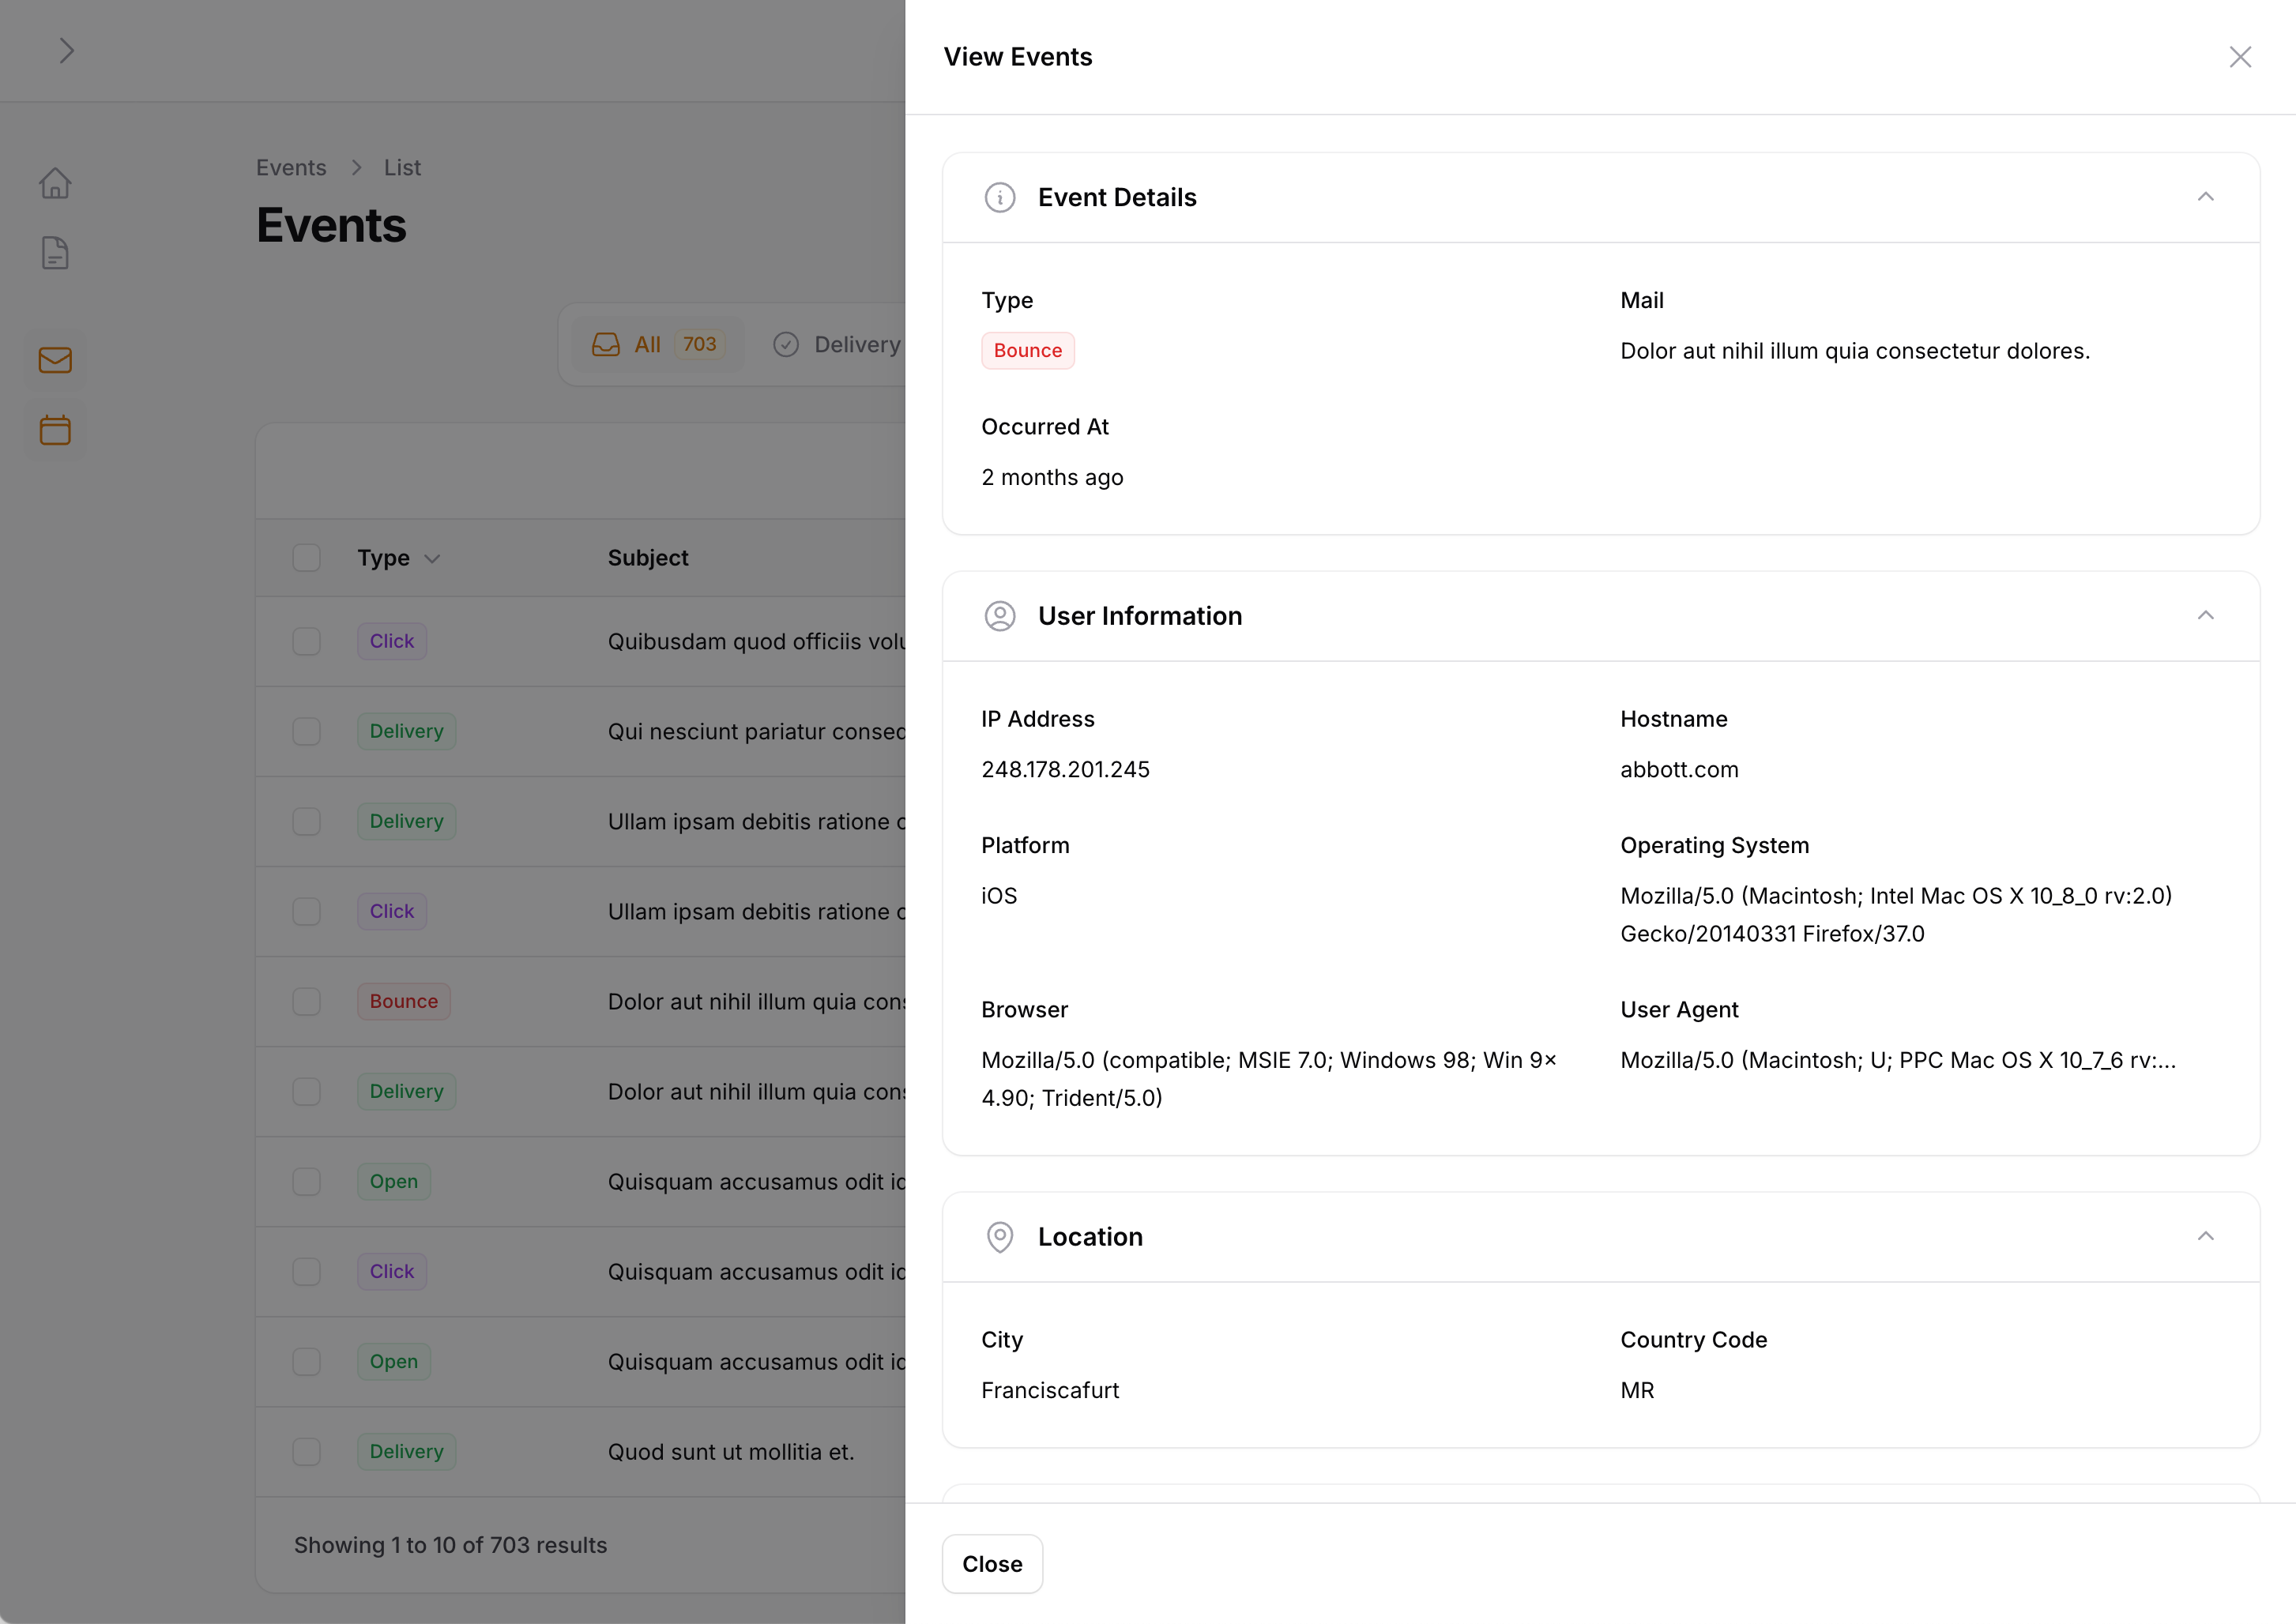 Events
List
Events
All 703
Delivery
Type
Subject
Click
Quibusdam quod officiis
Delivery
Qui nesciunt pariatur
Delivery
Ullam ipsam debitis ratione
Click
Ullam ipsam debitis ratione
Bounce
Dolor aut nihil illum quia
Delivery
Dolor aut nihil illum quia
Open
Quisquam accusamus odit
Click
Quisquam accusamus odit
Open
Quisquam accusamus odit
Delivery
Quod sunt ut mollitia et.
Showing 1 to 10 of 703 results
View Events
Event Details
Type
Mail
Bounce
Dolor aut nihil illum quia consectetur dolores.
Occurred At
2 months ago
User Information
IP Address
Hostname
248.178.201.245
abbott.com
Platform
Operating System
iOS
Mozilla/5.0 (Macintosh; Intel Mac OS X 10_8_0 rv:2.0)
Gecko/20140331 Firefox/37.0
Browser
User Agent
Mozilla/5.0 (compatible; MSIE 7.0; Windows 98; Win 9x
4.90; Trident/5.0)
Mozilla/5.0 (Macintosh; U; PPC Mac OS X 10_7_6 rv:...
Location
City
Country Code
Franciscafurt
MR
Close